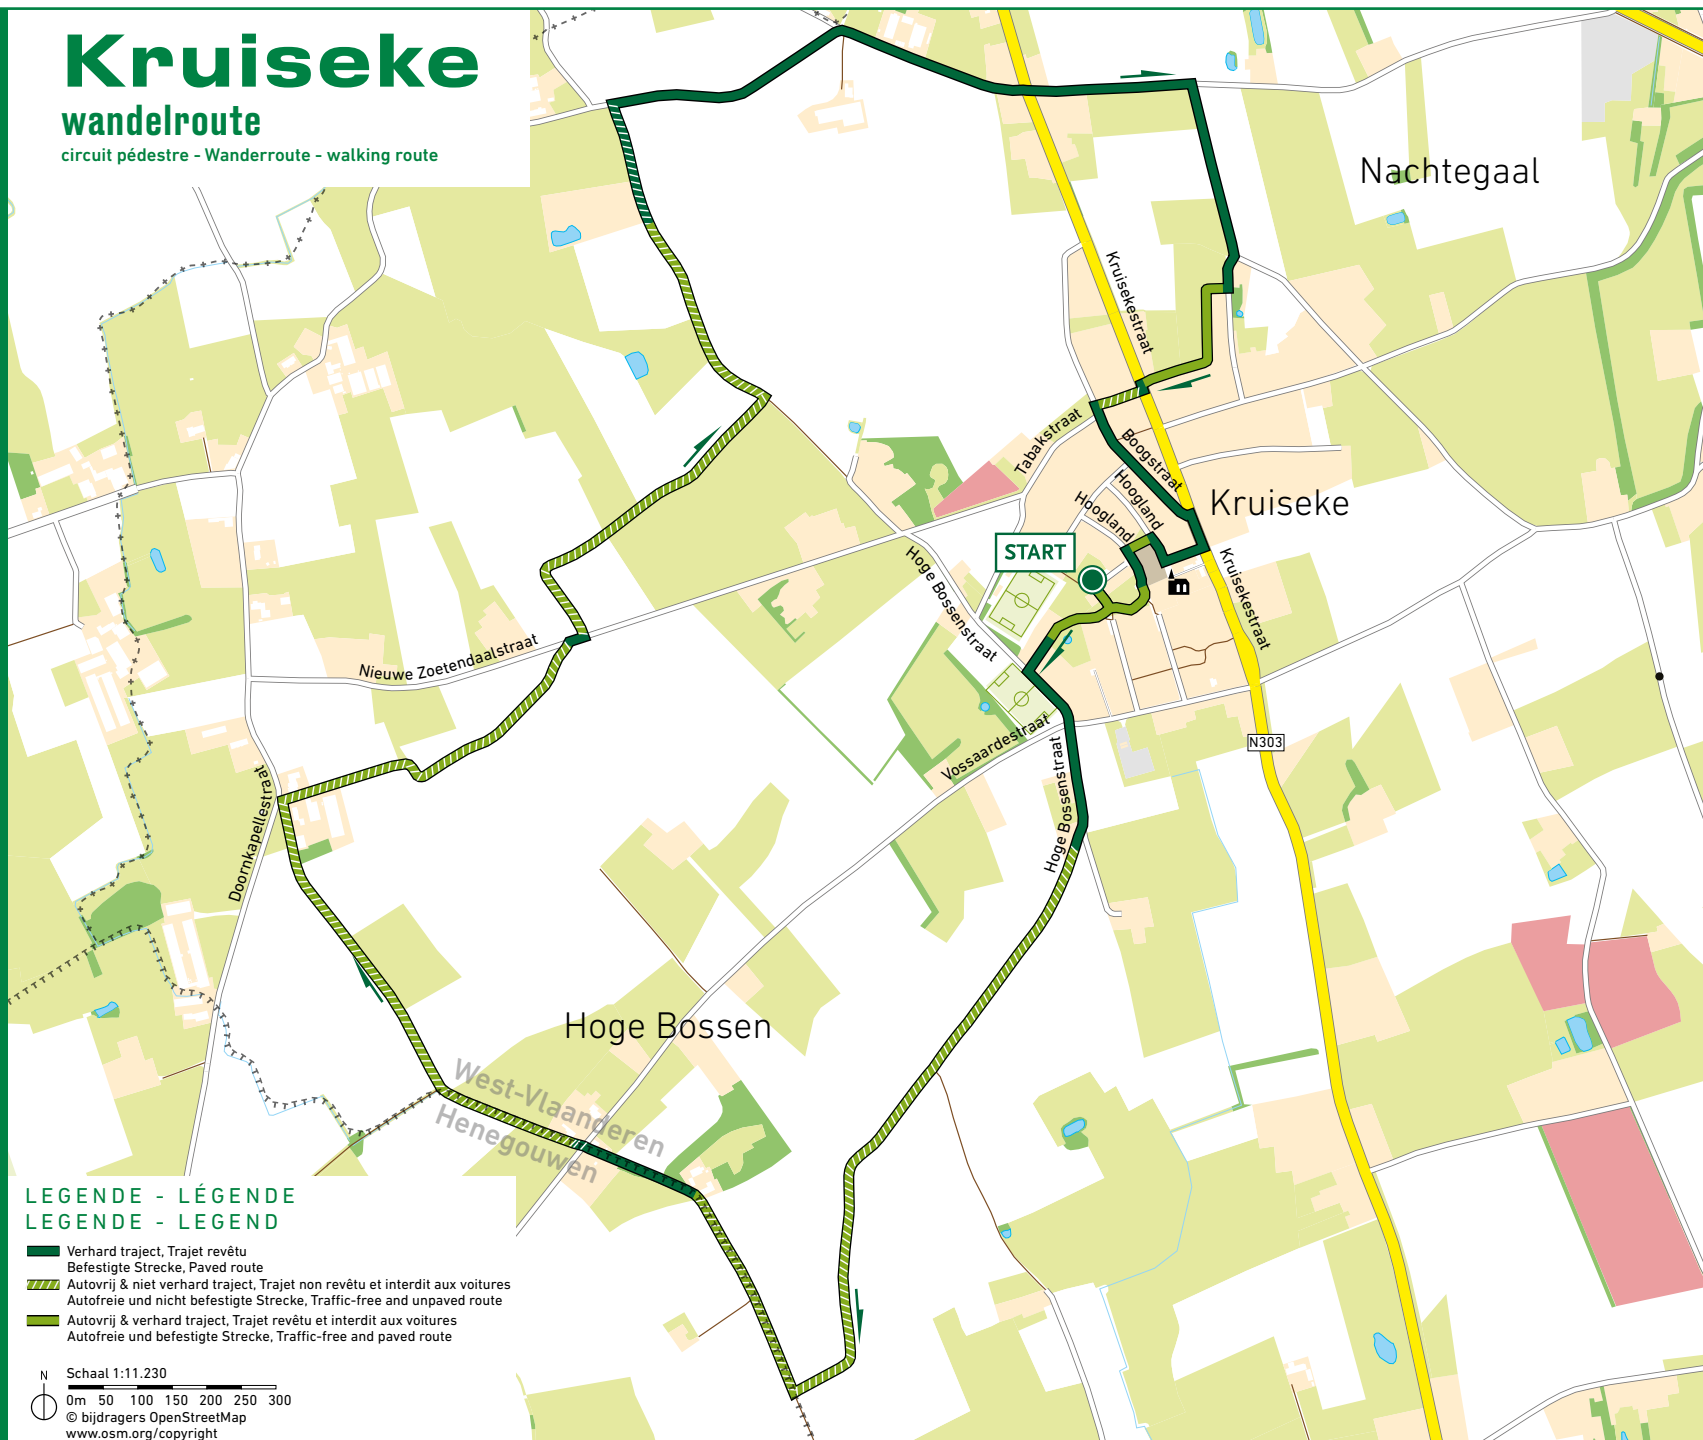 Kruiseke
wandelroute
circuit pédestre - Wanderroute - walking route
Nachtegaal
Kruisekestraat
Tabakstraat
Boogstraat
Hoogland
Hoogland
Kruiseke
START
Hoge Bossenstraat
Kruisekestraat
Nieuwe Zoetendaalstraat
Vossaardestraat
N303
Hoge Bossenstraat
Doornkapellestraat
Hoge Bossen
West-Vlaanderen
Henegouwen
LEGENDE - LÉGENDE
LEGENDE - LEGEND
Verhard traject, Trajet revêtu
Befestigte Strecke, Paved route
Autovrij & niet verhard traject, Trajet non revêtu et interdit aux voitures
Autofreie und nicht befestigte Strecke, Traffic-free and unpaved route
Autovrij & verhard traject, Trajet revêtu et interdit aux voitures
Autofreie und befestigte Strecke, Traffic-free and paved route
N
Schaal 1:11.230
0m 50 100 150 200 250 300
© bijdragers OpenStreetMap
www.osm.org/copyright